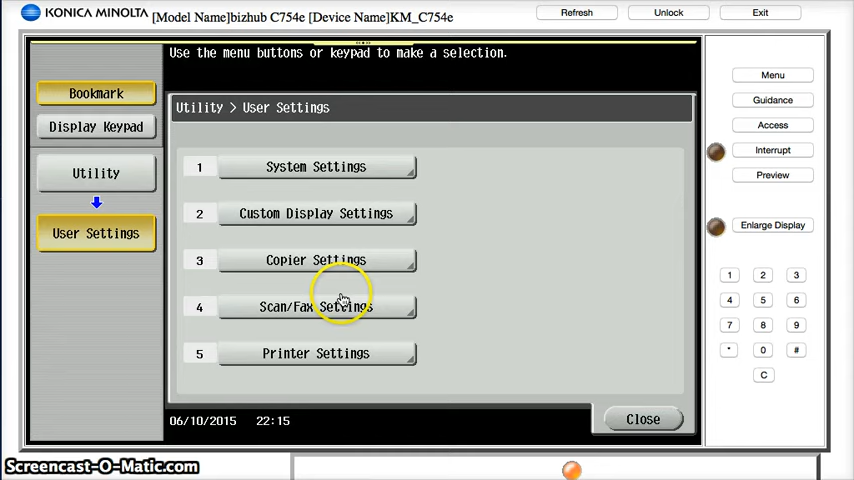 KONICA MINOLTA [Model Name]bizhub C754e [Device Name]KM_C754e
Refresh
Unlock
Exit
Use the menu buttons or keypad to make a selection.
Bookmark
Display Keypad
Utility
User Settings
Utility > User Settings
1 System Settings
2 Custom Display Settings
3 Copier Settings
4 Scan/Fax Settings
5 Printer Settings
06/10/2015 22:15
Close
Menu
Guidance
Access
Interrupt
Preview
Enlarge Display
1 2 3
4 5 6
7 8 9
* 0 #
C
Screencast-O-Matic.com